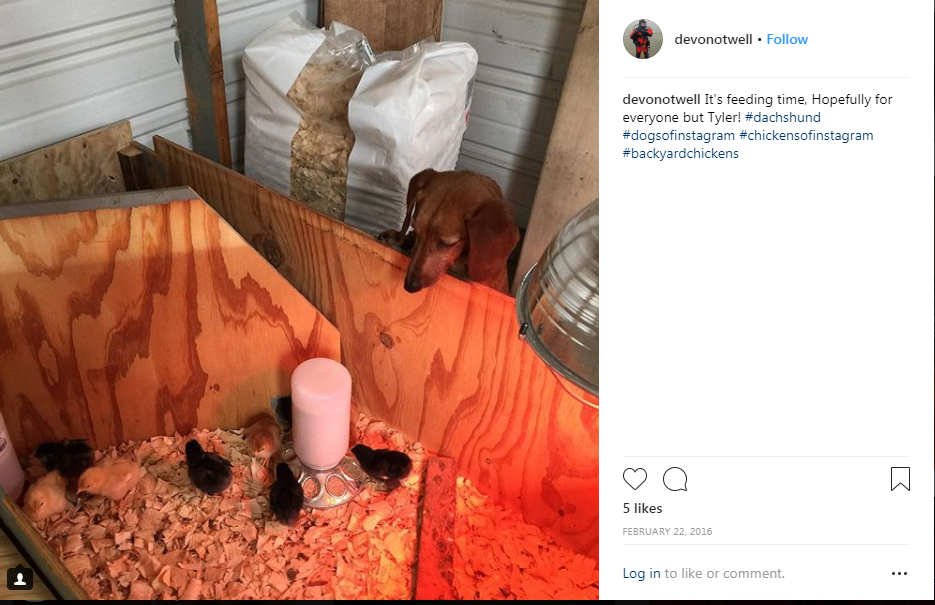 devonotwell • Follow
devonotwell It's feeding time, Hopefully for
everyone but Tyler! #dachshund
#dogsofinstagram #chickensofinstagram
#backyardchickens
5 likes
FEBRUARY 22, 2016
Log in to like or comment.